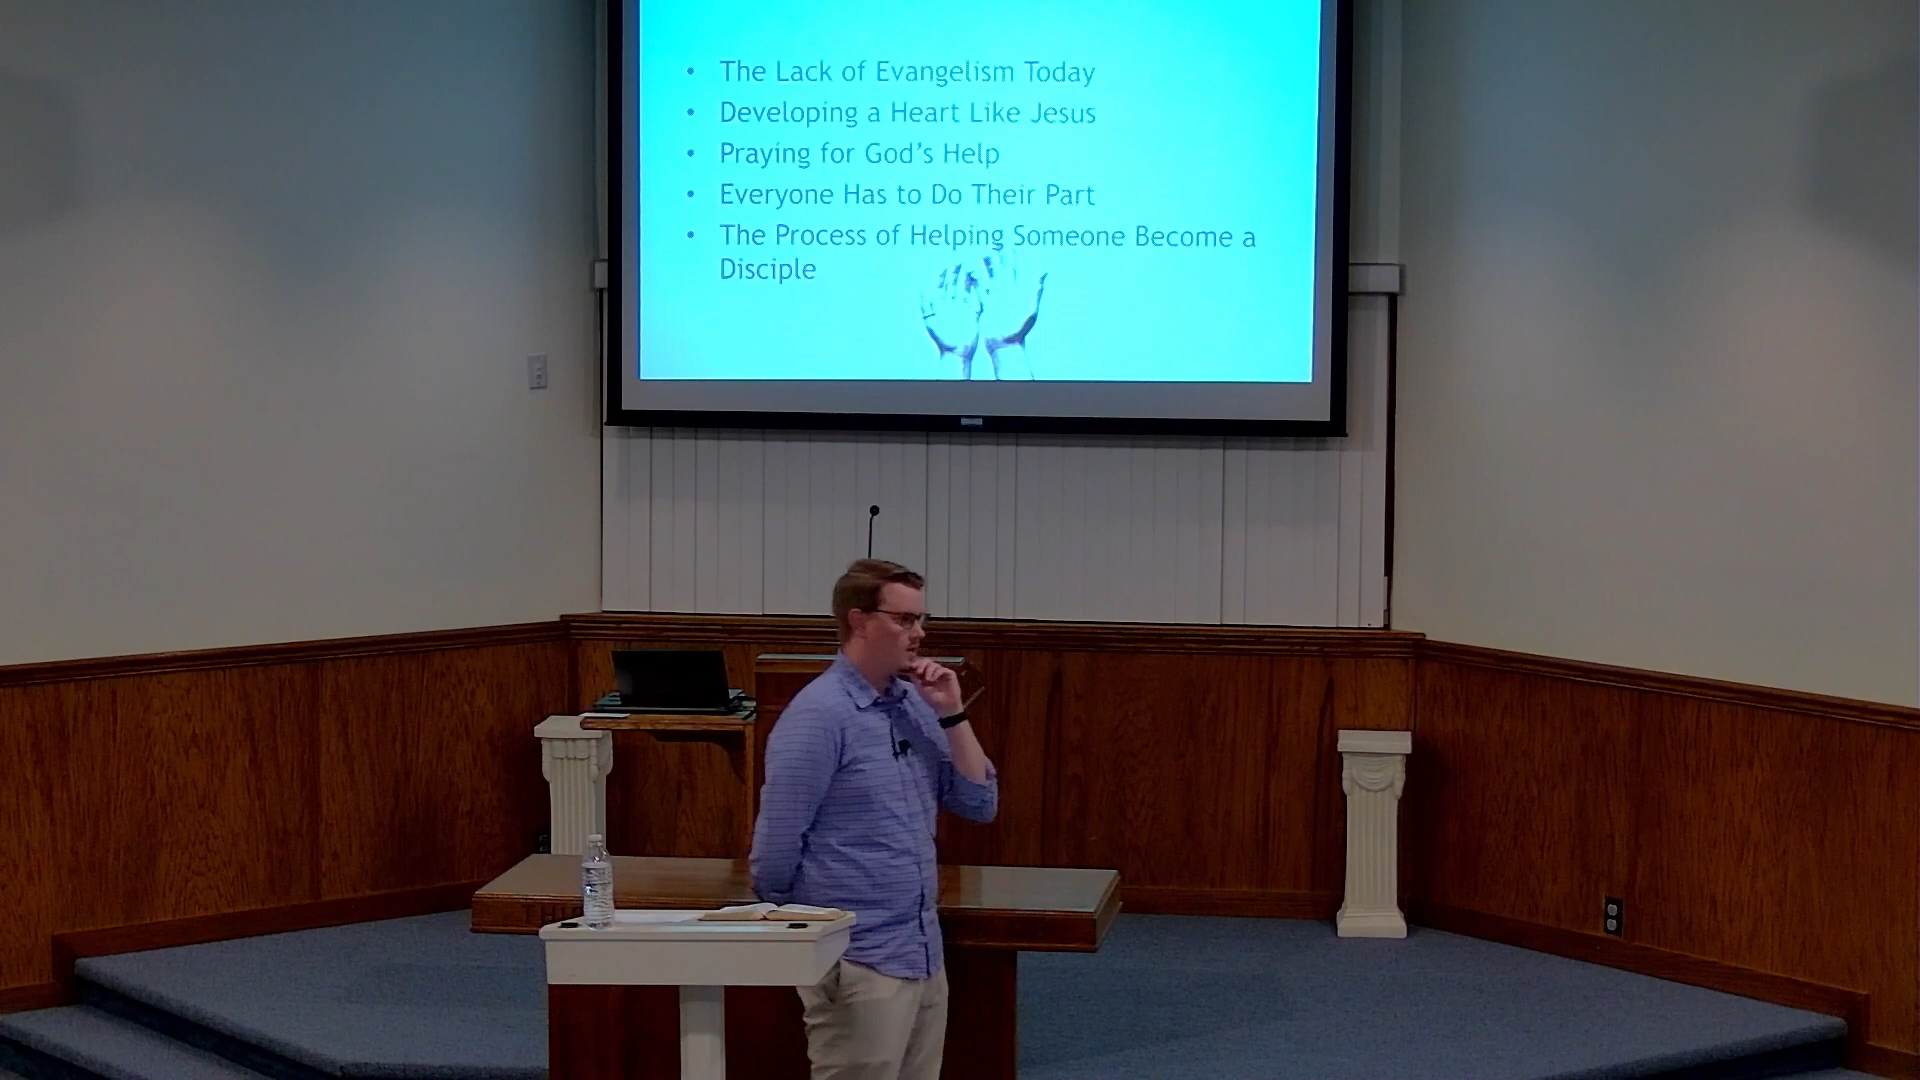 • The Lack of Evangelism Today
• Developing a Heart Like Jesus
• Praying for God's Help
• Everyone Has to Do Their Part
• The Process of Helping Someone Become a
Disciple